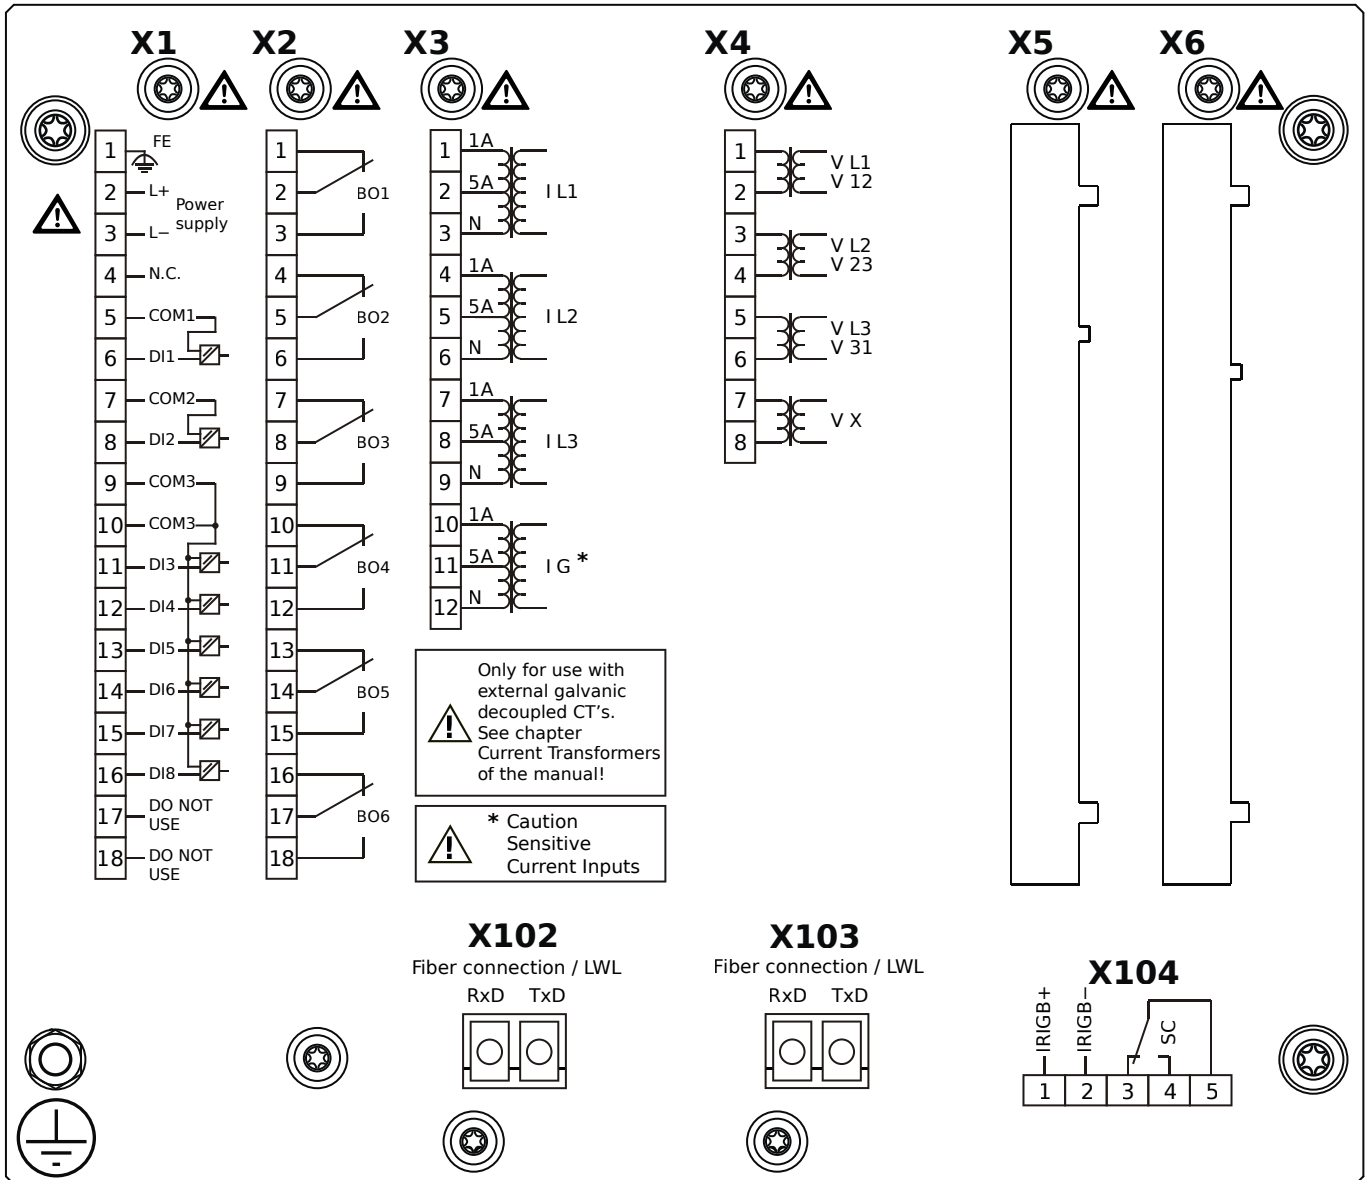 X1
X2
X3
X4
X5
X6
1
FE
2
L+
Power
supply
3
L−
4
N.C.
5
COM1
6
DI1
7
COM2
8
DI2
9
COM3
10
COM3
11
DI3
12
DI4
13
DI5
14
DI6
15
DI7
16
DI8
17
DO NOT
USE
18
DO NOT
USE
1
2
BO1
3
4
5
BO2
6
7
8
BO3
9
10
11
BO4
12
13
14
BO5
15
16
17
BO6
18
1
1A
2
5A
I L1
3
N
4
1A
5
5A
I L2
6
N
7
1A
8
5A
I L3
9
N
10
1A
11
5A
I G *
12
N
Only for use with
external galvanic
decoupled CT's.
See chapter
Current Transformers
of the manual!
* Caution
Sensitive
Current Inputs
1
V L1
2
V 12
3
V L2
4
V 23
5
V L3
6
V 31
7
V X
8
X102
Fiber connection / LWL
RxD TxD
X103
Fiber connection / LWL
RxD TxD
X104
IRIGB+
IRIGB−
SC
1 2 3 4 5